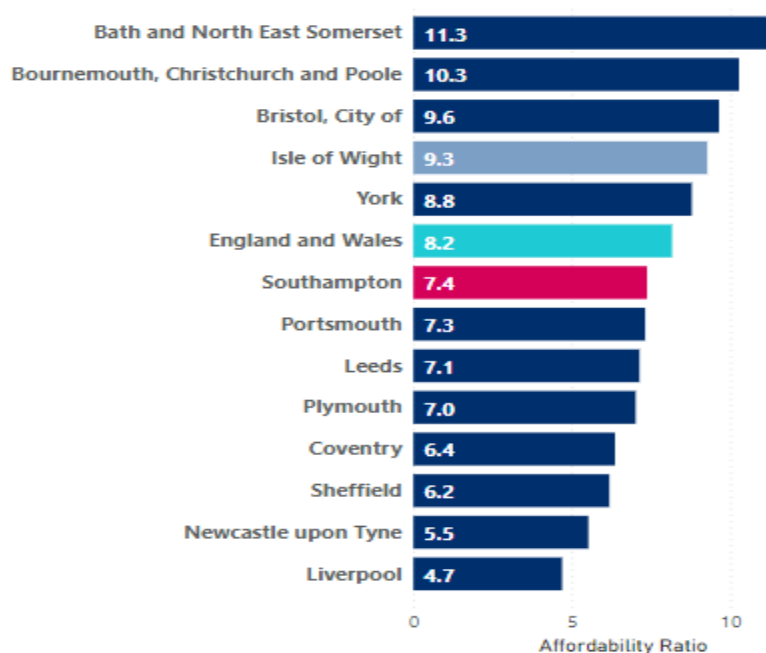 Bath and North East Somerset 11.3
Bournemouth, Christchurch and Poole 10.3
Bristol, City of 9.6
Isle of Wight 9.3
York 8.8
England and Wales 8.2
Southampton 7.4
Portsmouth 7.3
Leeds 7.1
Plymouth 7.0
Coventry 6.4
Sheffield 6.2
Newcastle upon Tyne 5.5
Liverpool 4.7
0 5 10
Affordability Ratio